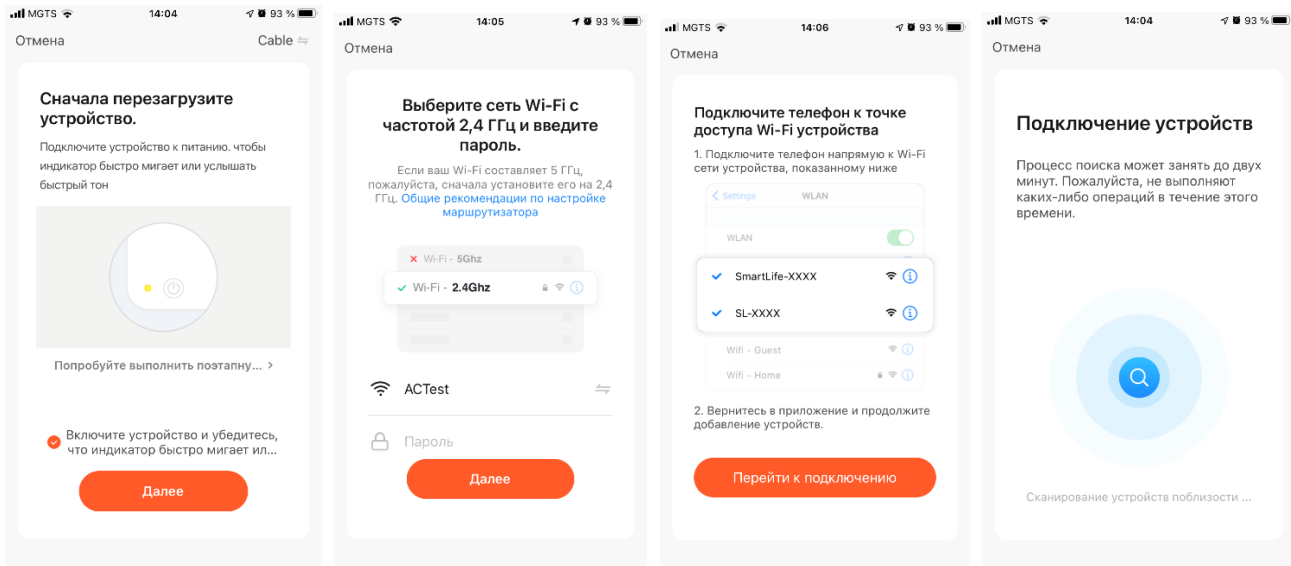 MGTS 14:04 93 %
Отмена Cable
Сначала перезагрузите
устройство.
Подключите устройство к питанию. чтобы
индикатор быстро мигает или услышать
быстрый тон
Попробуйте выполнить поэтапну... >
Включите устройство и убедитесь,
что индикатор быстро мигает ил...
Далее
MGTS 14:05 93 %
Отмена
Выберите сеть Wi-Fi с
частотой 2,4 ГГц и введите
пароль.
Если ваш Wi-Fi составляет 5 ГГц,
пожалуйста, сначала установите его на 2,4
ГГц. Общие рекомендации по настройке
маршрутизатора
Wi-Fi - 5Ghz
Wi-Fi - 2.4Ghz
ACTest
Пароль
Далее
MGTS 14:06 93 %
Отмена
Подключите телефон к точке
доступа Wi-Fi устройства
1. Подключите телефон напрямую к Wi-Fi
сети устройства, показанному ниже
Settings WLAN
WLAN
SmartLife-XXXX
SL-XXXX
Wifi - Guest
Wifi - Home
2. Вернитесь в приложение и продолжите
добавление устройств.
Перейти к подключению
MGTS 14:04 93 %
Отмена
Подключение устройств
Процесс поиска может занять до двух
минут. Пожалуйста, не выполняют
каких-либо операций в течение этого
времени.
Сканирование устройств поблизости ...